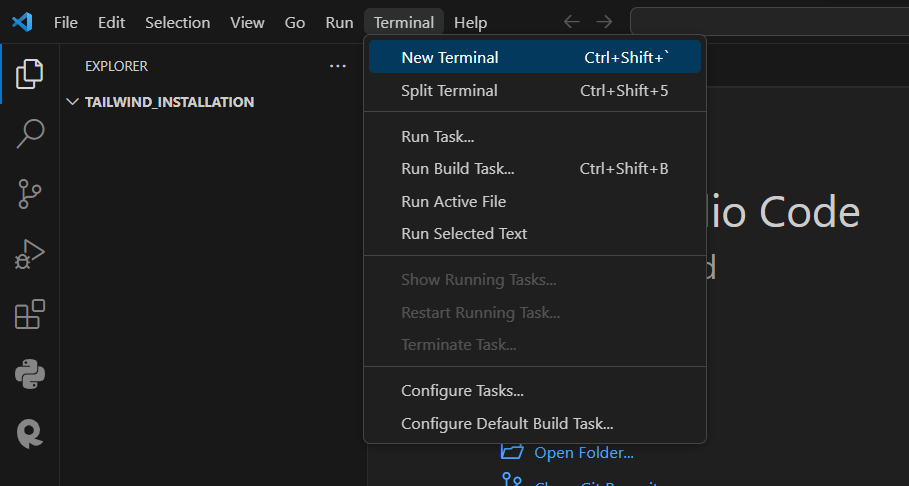 File Edit Selection View Go Run Terminal Help
EXPLORER
TAILWIND_INSTALLATION
New Terminal Ctrl+Shift+`
Split Terminal Ctrl+Shift+5
Run Task...
Run Build Task... Ctrl+Shift+B
Run Active File
Run Selected Text
Show Running Tasks...
Restart Running Task...
Terminate Task...
Configure Tasks...
Configure Default Build Task...
io Code
d
Open Folder...